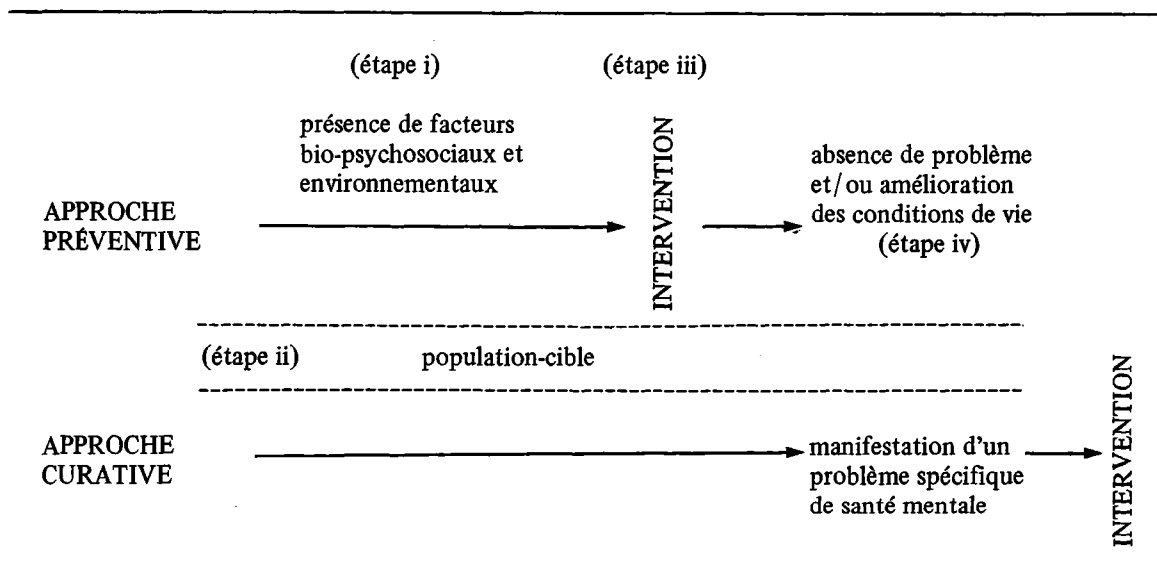 (étape i)
(étape iii)
présence de facteurs
bio-psychosociaux et
environnementaux
INTERVENTION
absence de problème
et/ou amélioration
des conditions de vie
(étape iv)
APPROCHE
PRÉVENTIVE
(étape ii)
population-cible
APPROCHE
CURATIVE
manifestation d'un
problème spécifique
de santé mentale
INTERVENTION